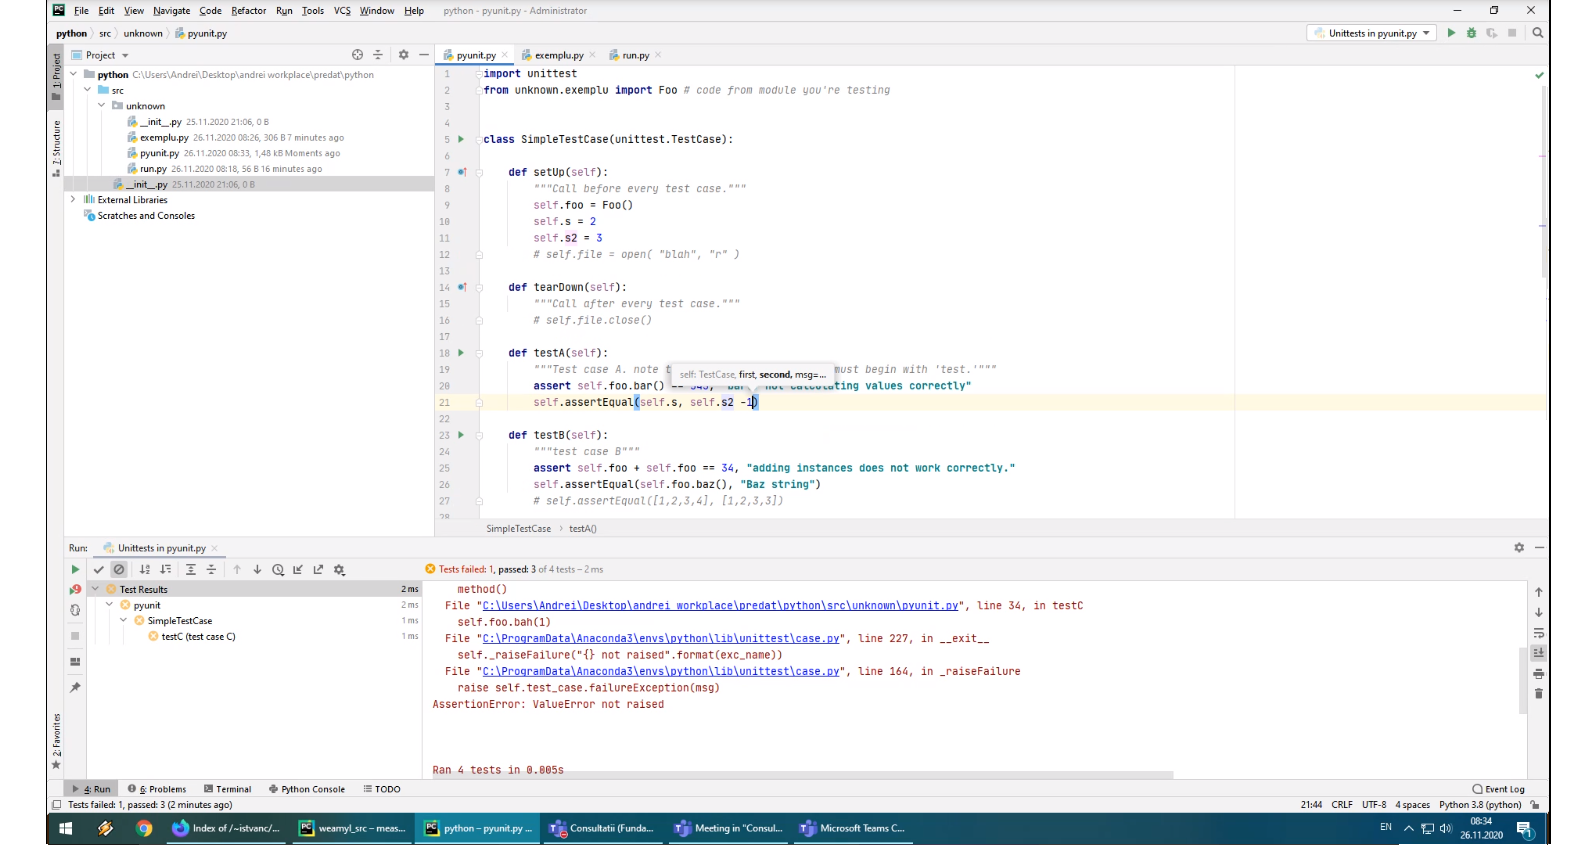 File Edit View Navigate Code Refactor Run Tools VCS Window Help python - pyunit.py - Administrator
python src unknown pyunit.py Unittests in pyunit.py
1: Project
7: Structure
2: Favorites
Project
python C:\Users\Andrei\Desktop\andrei workplace\predat\python
src
unknown
__init__.py 25.11.2020 21:06, 0 B
exemplu.py 26.11.2020 08:26, 306 B 7 minutes ago
pyunit.py 26.11.2020 08:33, 1,48 kB Moments ago
run.py 26.11.2020 08:18, 56 B 16 minutes ago
__init__.py 25.11.2020 21:06, 0 B
External Libraries
Scratches and Consoles
pyunit.py exemplu.py run.py
1 import unittest
2 from unknown.exemplu import Foo # code from module you're testing
3
4
5 class SimpleTestCase(unittest.TestCase):
6
7 def setUp(self):
8 """Call before every test case."""
9 self.foo = Foo()
10 self.s = 2
11 self.s2 = 3
12 # self.file = open( "blah", "r" )
13
14 def tearDown(self):
15 """Call after every test case."""
16 # self.file.close()
17
18 def testA(self):
19 """Test case A. note t must begin with 'test.'"""
self: TestCase, first, second, msg=...
20 assert self.foo.bar() == 543, "bar() not calculating values correctly"
21 self.assertEqual(self.s, self.s2 -1)
22
23 def testB(self):
24 """test case B"""
25 assert self.foo + self.foo == 34, "adding instances does not work correctly."
26 self.assertEqual(self.foo.baz(), "Baz string")
27 # self.assertEqual([1,2,3,4], [1,2,3,3])
28
SimpleTestCase testA()
Run: Unittests in pyunit.py
Tests failed: 1, passed: 3 of 4 tests – 2 ms
Test Results 2 ms
pyunit 2 ms
SimpleTestCase 1 ms
testC (test case C) 1 ms
method()
File "C:\Users\Andrei\Desktop\andrei workplace\predat\python\src\unknown\pyunit.py", line 34, in testC
self.foo.bah(1)
File "C:\ProgramData\Anaconda3\envs\python\lib\unittest\case.py", line 227, in __exit__
self._raiseFailure("{} not raised".format(exc_name))
File "C:\ProgramData\Anaconda3\envs\python\lib\unittest\case.py", line 164, in _raiseFailure
raise self.test_case.failureException(msg)
AssertionError: ValueError not raised
Ran 4 tests in 0.005s
4: Run 6: Problems Terminal Python Console TODO Event Log
Tests failed: 1, passed: 3 (2 minutes ago) 21:44 CRLF UTF-8 4 spaces Python 3.8 (python)
Index of /~istvanc/... weamyl_src – meas... python – pyunit.py ... Consultatii (Funda... Meeting in "Consul... Microsoft Teams C... EN 08:34
26.11.2020